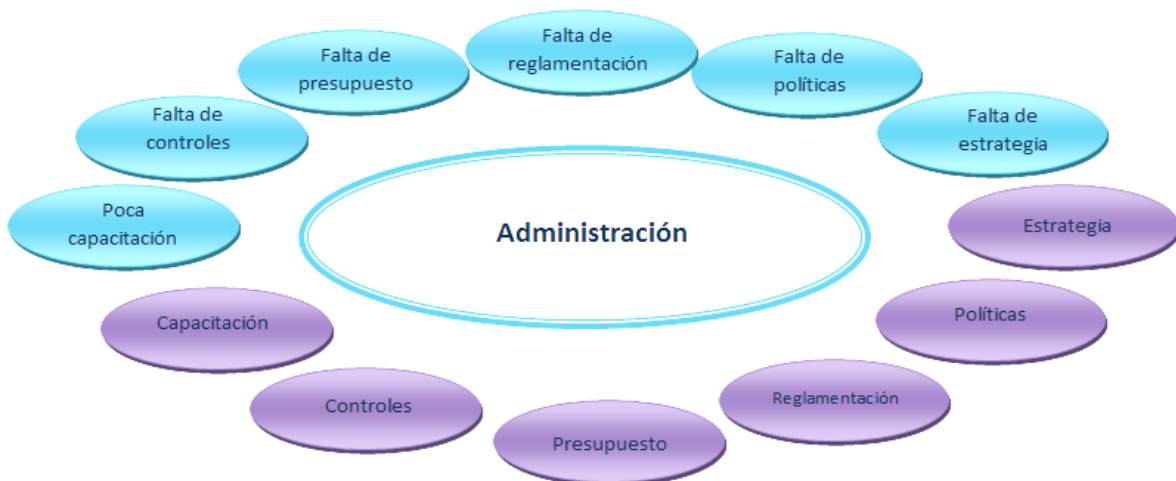 Falta de
reglamentación
Falta de
presupuesto
Falta de
políticas
Falta de
controles
Falta de
estrategia
Poca
capacitación
Administración
Estrategia
Capacitación
Políticas
Controles
Reglamentación
Presupuesto